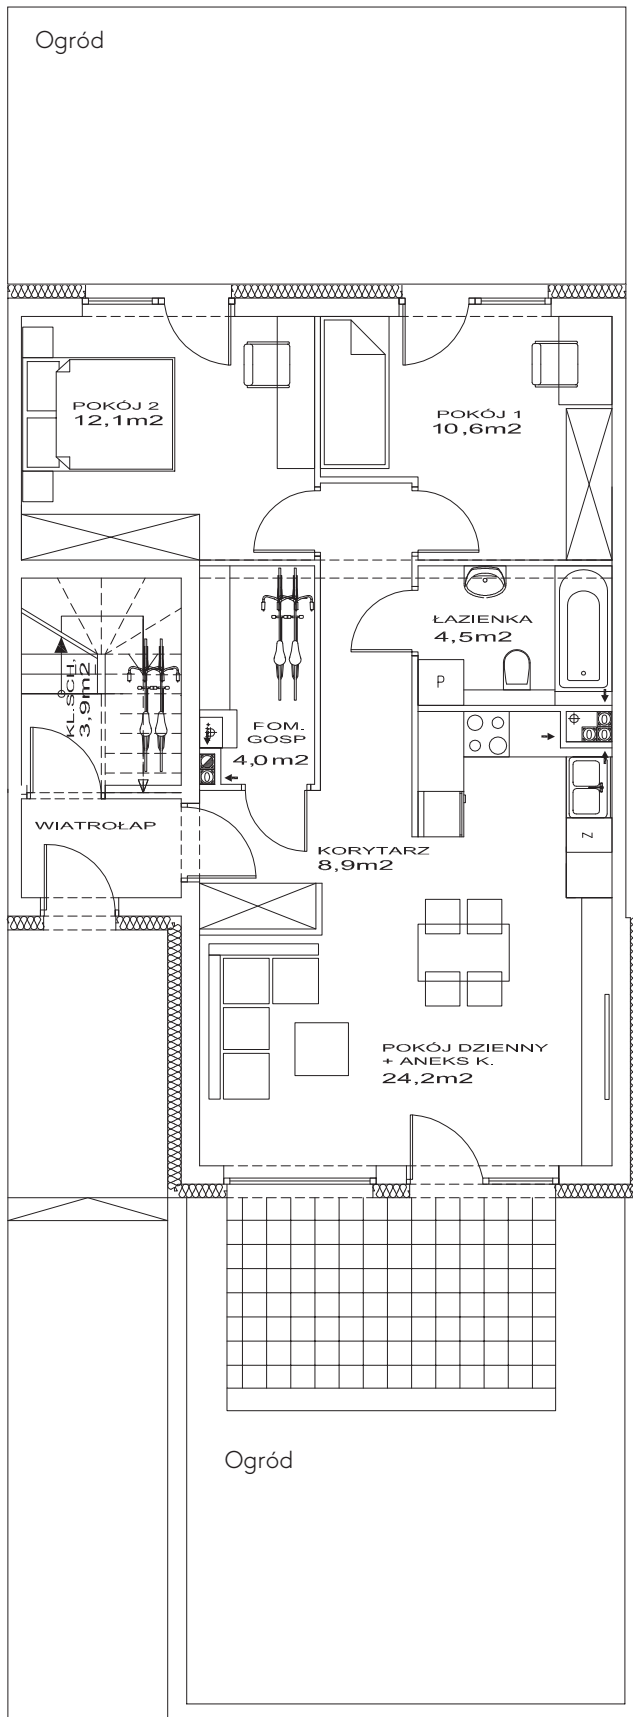 Ogród
POKÓJ 2
12,1m2
POKÓJ 1
10,6m2
ŁAZIENKA
4,5m2
P
KL.SCH,
3,9m2
FOM.
GOSP
4,0m2
WIATROŁAP
KORYTARZ
8,9m2
Z
POKÓJ DZIENNY
+ ANEKS K.
24,2m2
Ogród